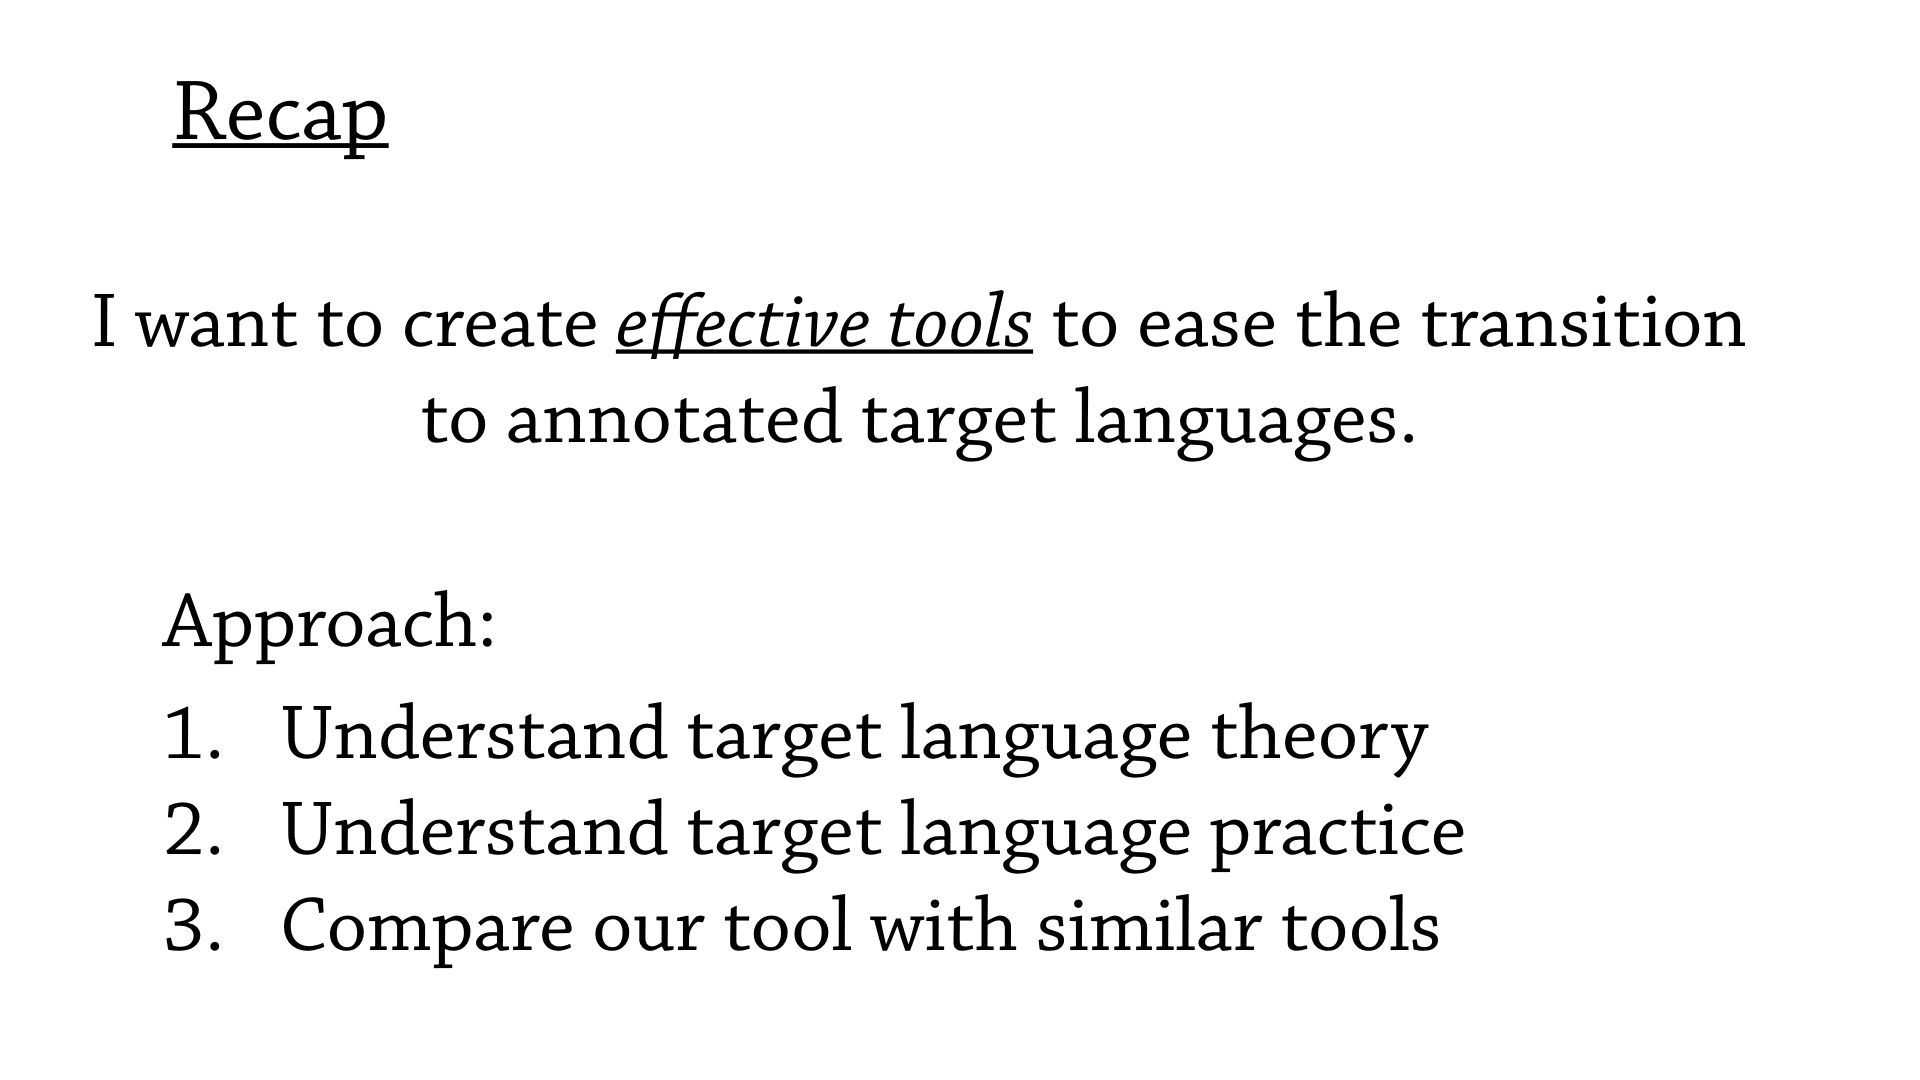 Recap
I want to create effective tools to ease the transition
to annotated target languages.
Approach:
1. Understand target language theory
2. Understand target language practice
3. Compare our tool with similar tools